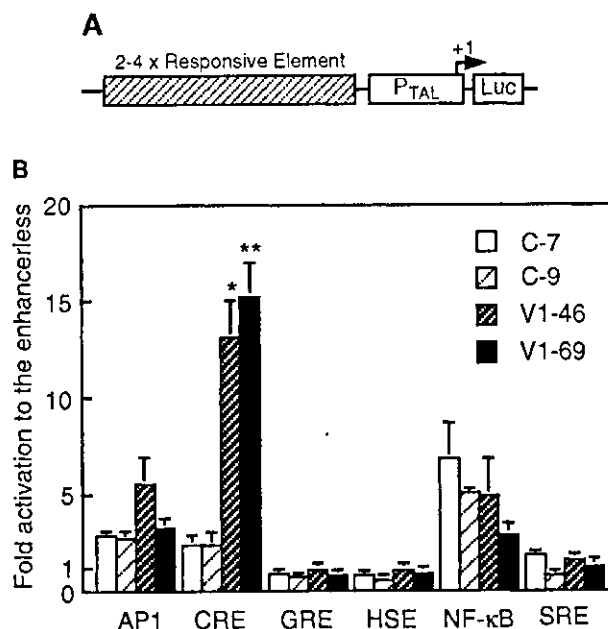 A
2-4 x Responsive Element
+1
P_TAL
Luc
B
Fold activation to the enhancerless
20
15
10
5
1
0
*
**
C-7
C-9
V1-46
V1-69
AP1 CRE GRE HSE NF-κB SRE